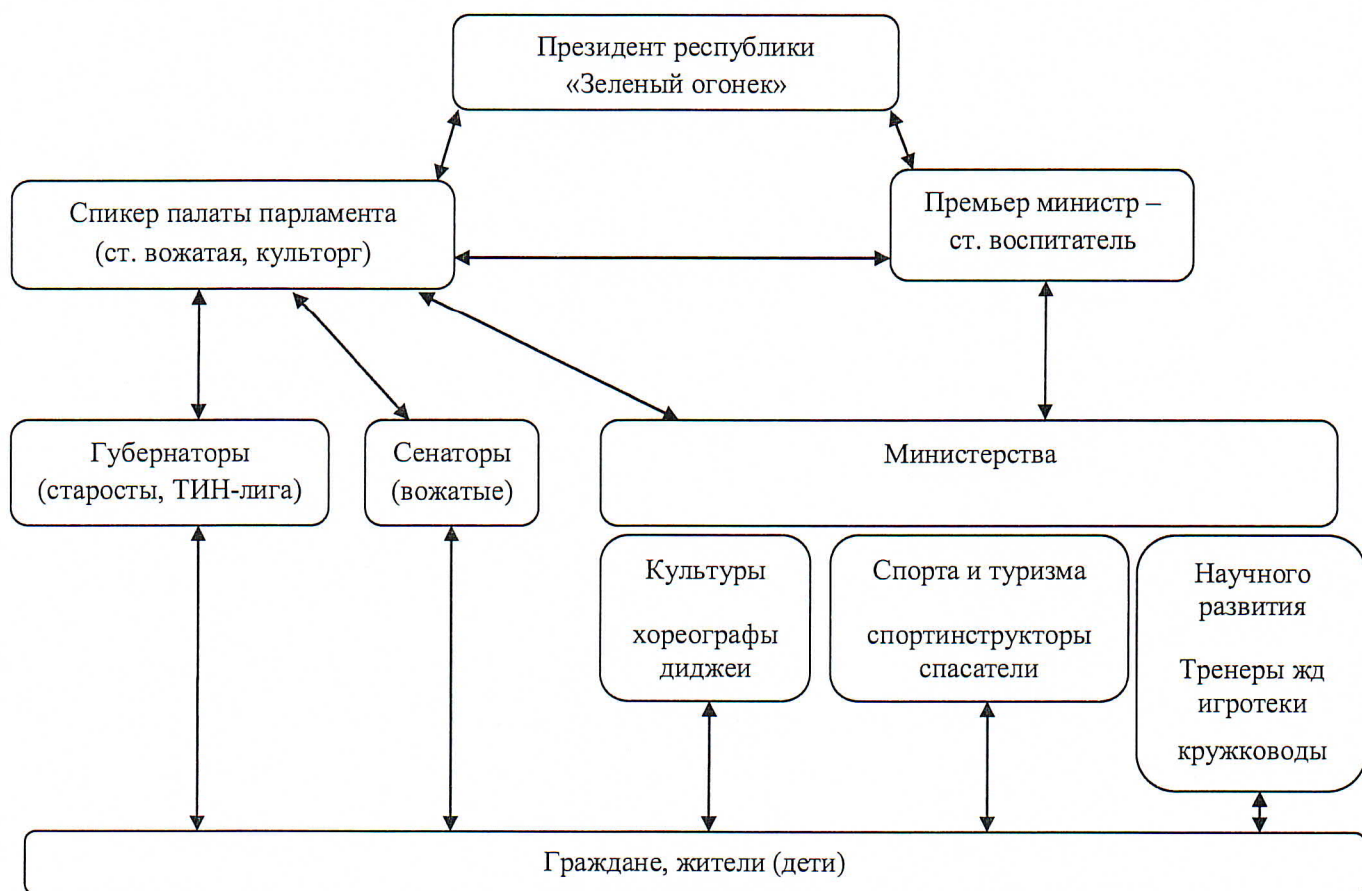 Президент республики
«Зеленый огонек»
Спикер палаты парламента
(ст. вожатая, культорг)
Премьер министр –
ст. воспитатель
Губернаторы
(старосты, ТИН-лига)
Сенаторы
(вожатые)
Министерства
Культуры
хореографы
диджеи
Спорта и туризма
спортинструкторы
спасатели
Научного
развития
Тренеры жд
игротеки
кружководы
Граждане, жители (дети)